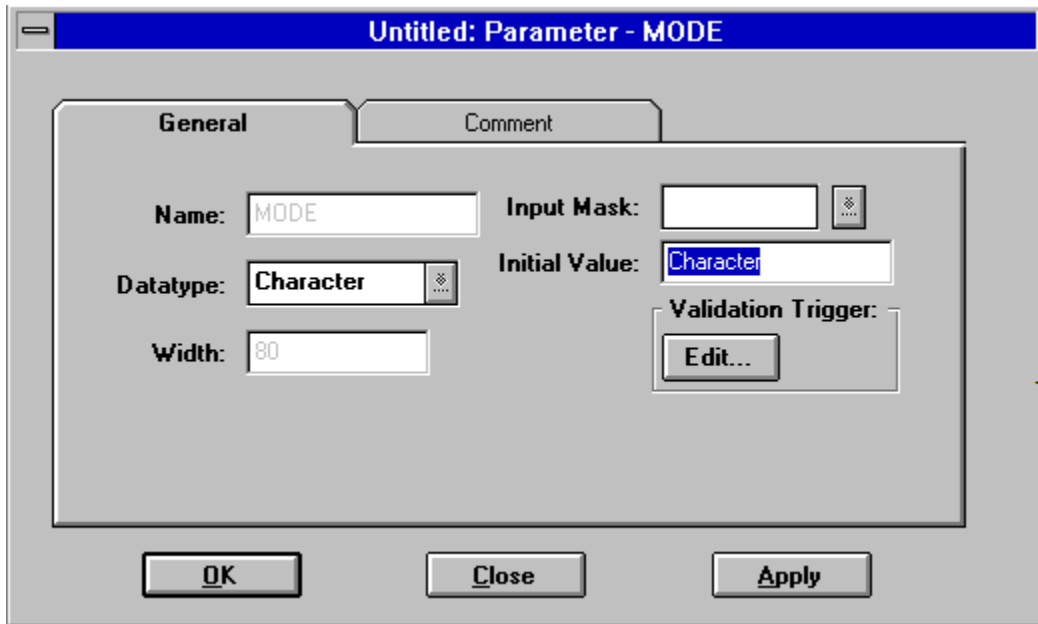 Untitled: Parameter - MODE
General
Comment
Name:
MODE
Input Mask:
Datatype:
Character
Initial Value:
Character
Width:
80
Validation Trigger:
Edit...
OK
Close
Apply